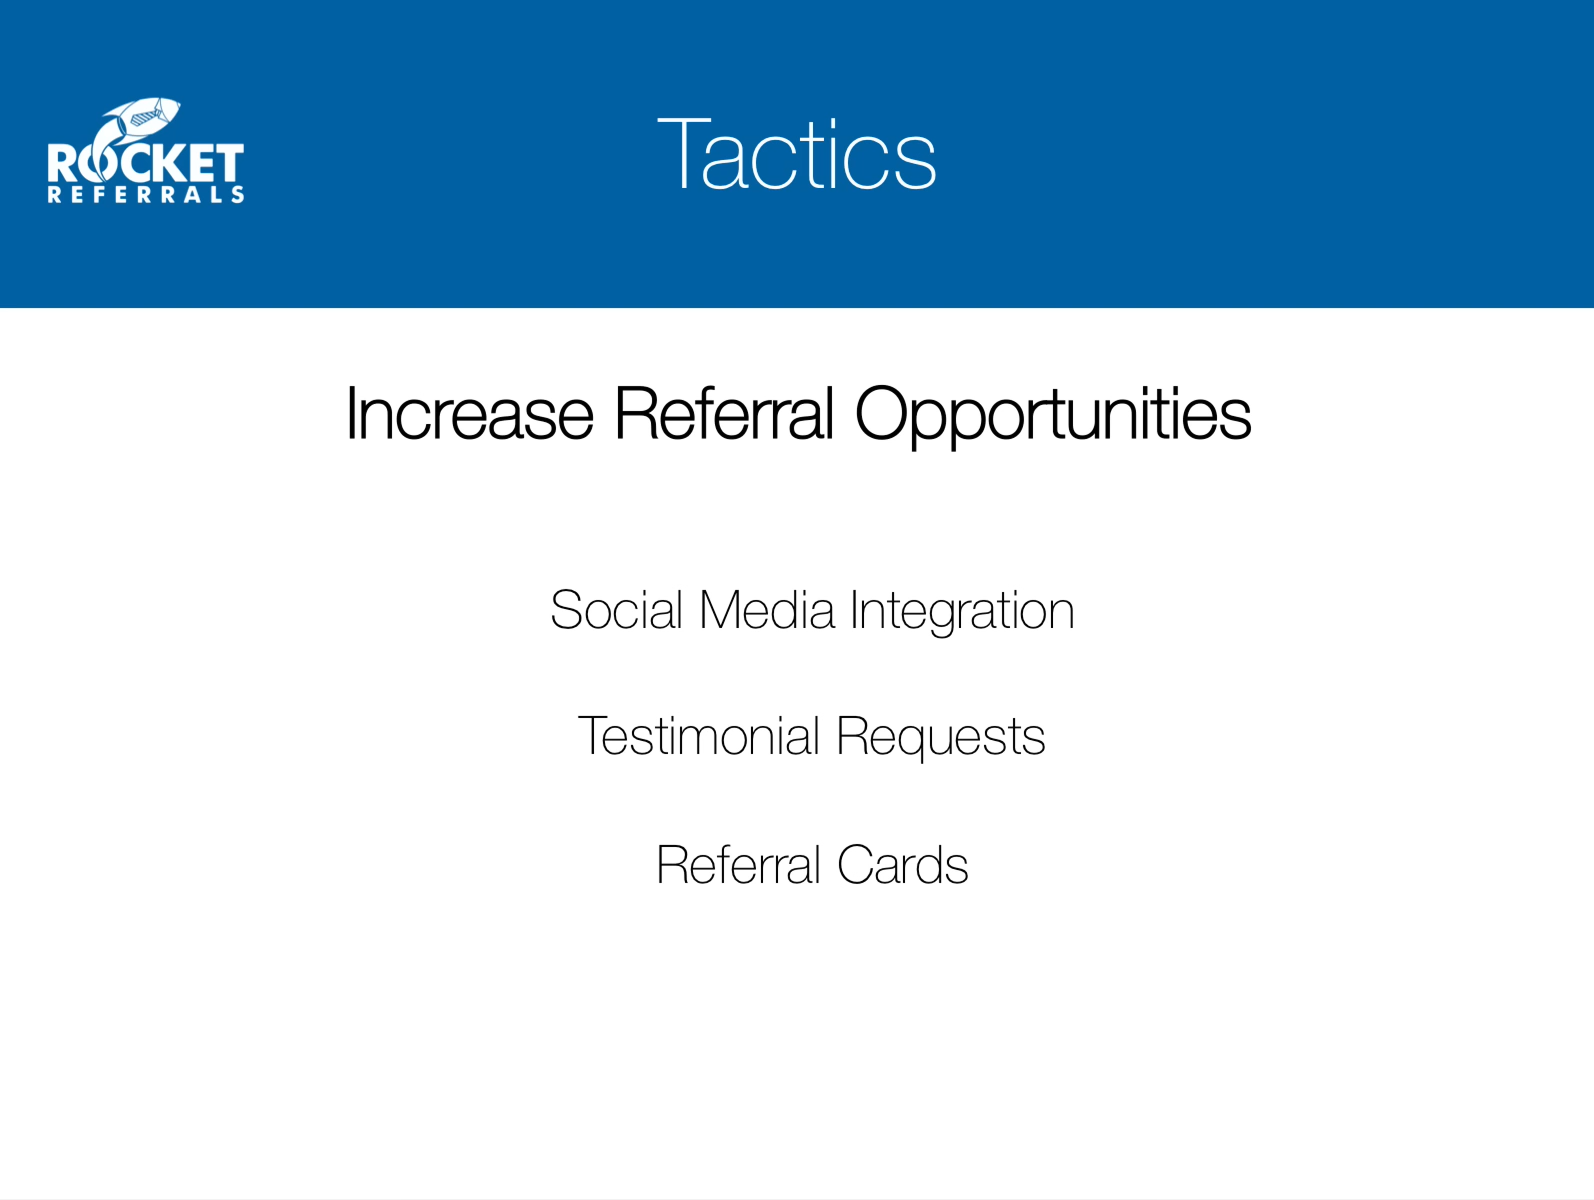 ROCKET
REFERRALS
Tactics
Increase Referral Opportunities
Social Media Integration
Testimonial Requests
Referral Cards